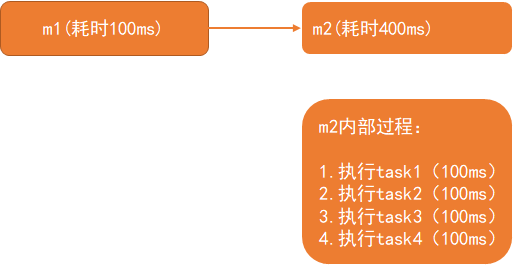 m1(耗时100ms)
m2(耗时400ms)
m2内部过程：
1.执行task1（100ms）
2.执行task2（100ms）
3.执行task3（100ms）
4.执行task4（100ms）